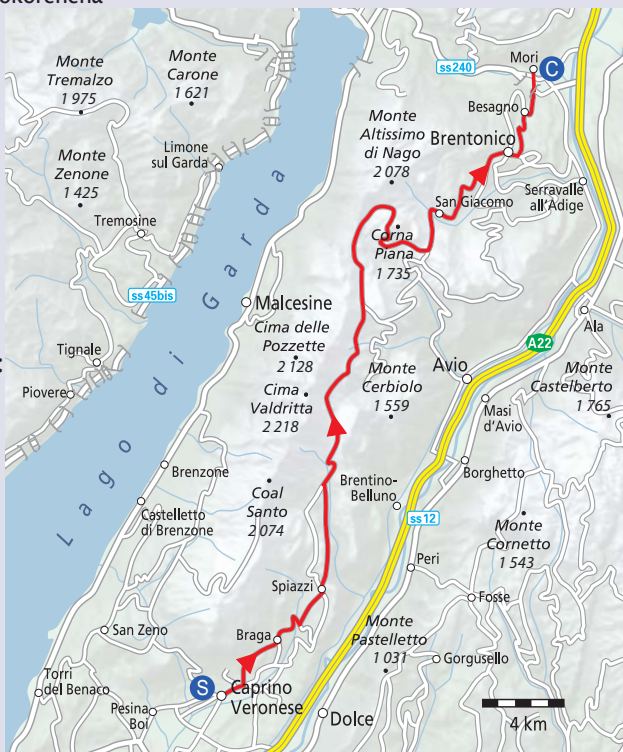 Mori
C
ss240
Monte
Tremalzo
1 975
Monte
Carone
1 621
Besagno
Monte
Altissimo
di Nago
2 078
Brentonico
Limone
sul Garda
Monte
Zenone
1 425
Serravalle
all'Adige
San Giacomo
Tremosine
Corna
Piana
1 735
Lago di Garda
ss45bis
Malcesine
Ala
Cima delle
Pozzette
2 128
A22
Tignale
Monte
Cerbiolo
1 559
Avio
Monte
Castelberto
1 765
Piovere
Cima
Valdritta
2 218
Masi
d'Avio
Brenzone
Borghetto
Coal
Santo
2 074
Brentino-
Belluno
Castelletto
di Brenzone
ss12
Monte
Cornetto
1 543
Peri
Spiazzi
Fosse
San Zeno
Braga
Monte
Pastelletto
1 031
Gorgusello
Torri
del Benaco
S
Caprino
Veronese
Pesina
Boi
Dolce
4 km